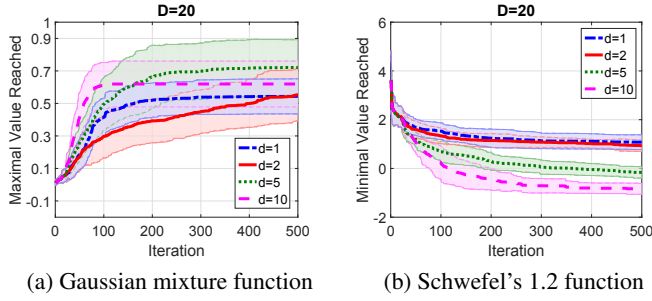 D=20
Maximal Value Reached
0.9
0.7
0.5
0.3
0.1
-0.1
0 100 200 300 400 500
Iteration
d=1
d=2
d=5
d=10
(a) Gaussian mixture function
D=20
Minimal Value Reached
6
4
2
0
-2
0 100 200 300 400 500
Iteration
d=1
d=2
d=5
d=10
(b) Schwefel's 1.2 function